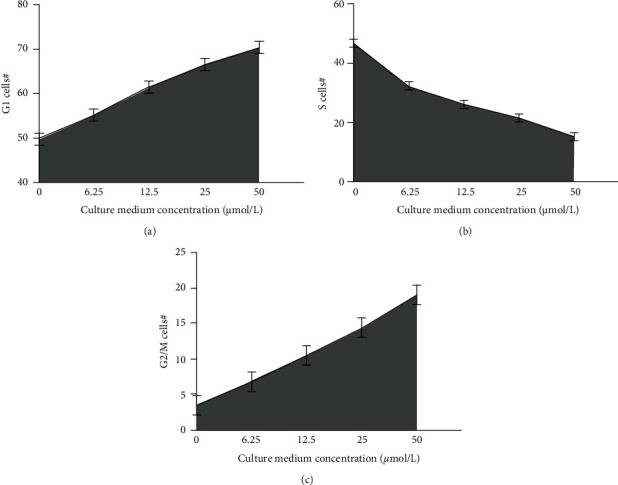 80
70
60
50
40
G1 cells#
0 6.25 12.5 25 50
Culture medium concentration (μmol/L)
(a)
60
40
20
0
S cells#
0 6.25 12.5 25 50
Culture medium concentration (μmol/L)
(b)
25
20
15
10
5
0
G2/M cells#
0 6.25 12.5 25 50
Culture medium concentration (μmol/L)
(c)